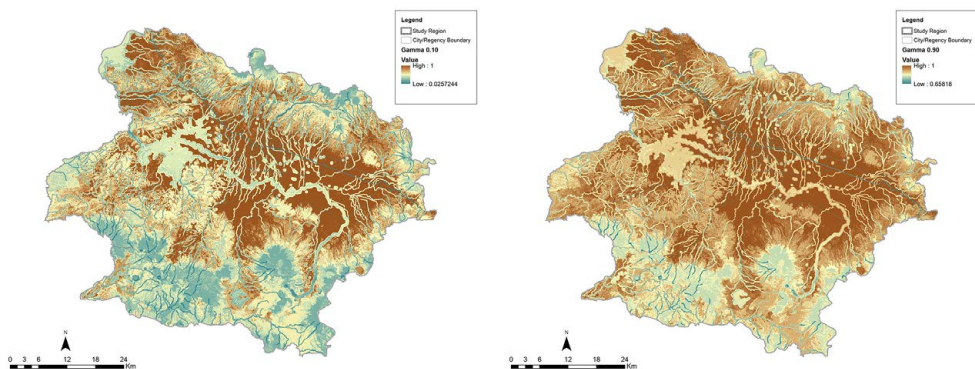 Legend
Study Region
City/Regency Boundary
Gamma 0.10
Value
High : 1
Low : 0.0257244
N
0 3 6 12 18 24
Km
Legend
Study Region
City/Regency Boundary
Gamma 0.90
Value
High : 1
Low : 0.65818
N
0 3 6 12 18 24
Km